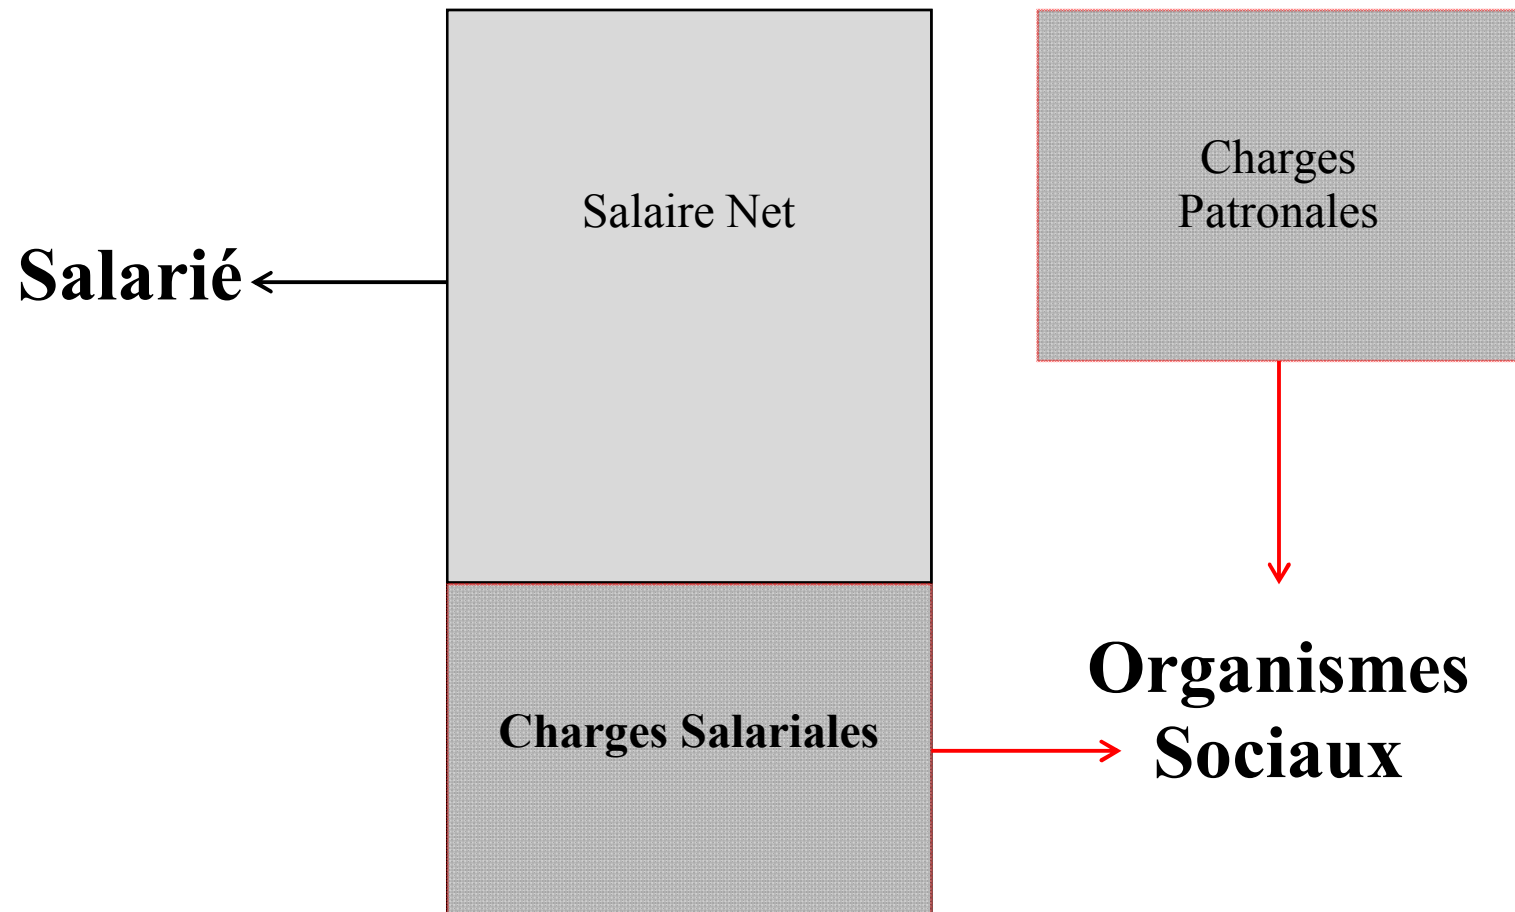 Charges
Patronales
Salaire Net
Salarié
Organismes
Sociaux
Charges Salariales